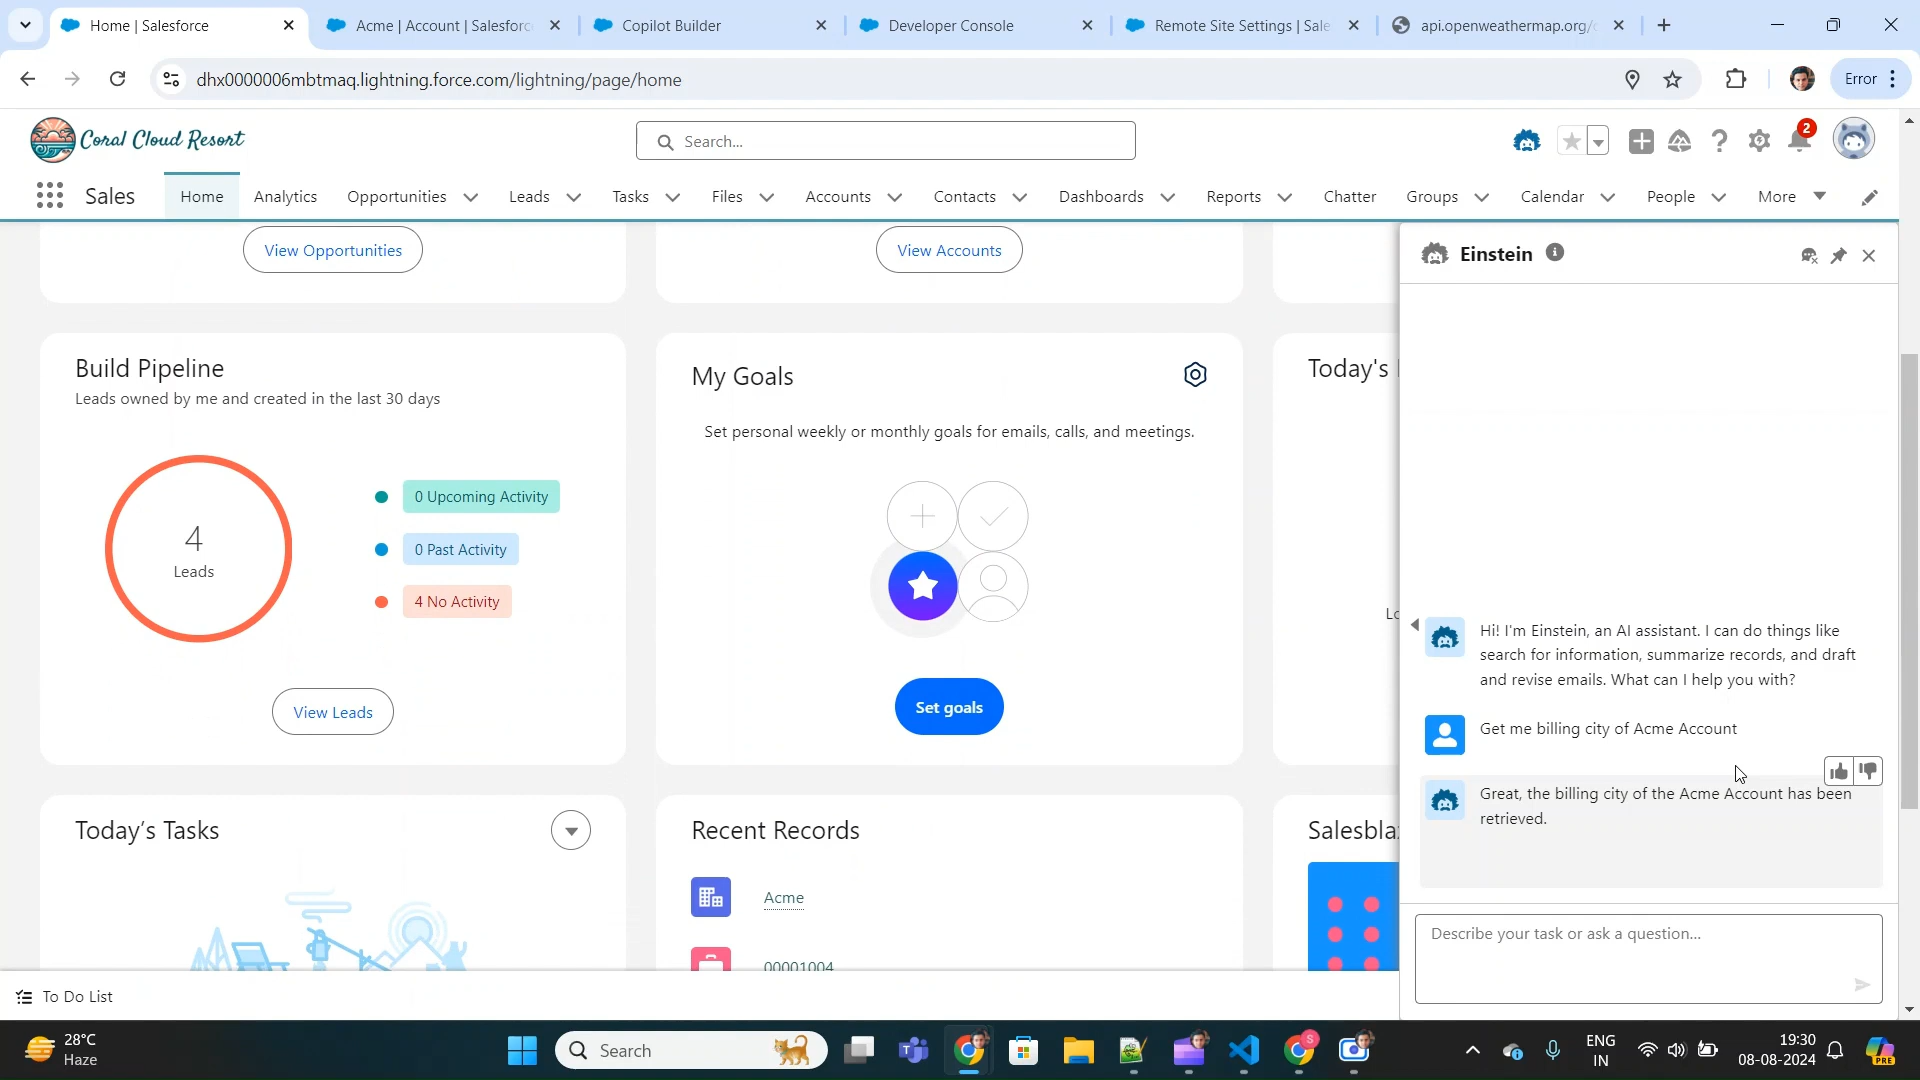 Home | Salesforce
Acme | Account | Salesforc
Copilot Builder
Developer Console
Remote Site Settings | Sale
api.openweathermap.org/
dhx0000006mbtmaq.lightning.force.com/lightning/page/home
Error
Coral Cloud Resort
Search...
2
Sales
Home
Analytics
Opportunities
Leads
Tasks
Files
Accounts
Contacts
Dashboards
Reports
Chatter
Groups
Calendar
People
More
View Opportunities
View Accounts
Build Pipeline
Leads owned by me and created in the last 30 days
4
Leads
0 Upcoming Activity
0 Past Activity
4 No Activity
View Leads
My Goals
Set personal weekly or monthly goals for emails, calls, and meetings.
Set goals
Today's
Today's Tasks
Recent Records
Acme
00001004
Einstein
Hi! I'm Einstein, an AI assistant. I can do things like
search for information, summarize records, and draft
and revise emails. What can I help you with?
Get me billing city of Acme Account
Great, the billing city of the Acme Account has been
retrieved.
Describe your task or ask a question...
To Do List
28°C
Haze
Search
S
ENG
IN
19:30
08-08-2024
PRE